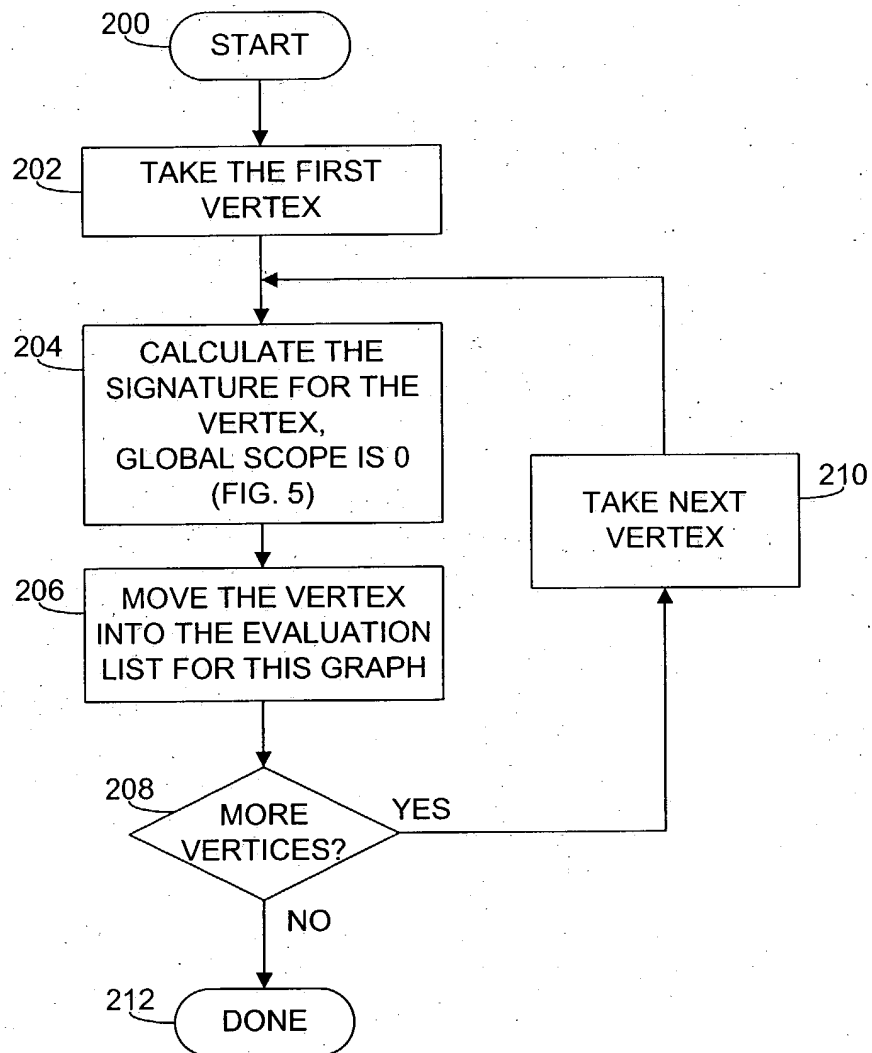 200
START
202
TAKE THE FIRST
VERTEX
204
CALCULATE THE
SIGNATURE FOR THE
VERTEX,
GLOBAL SCOPE IS 0
(FIG. 5)
210
TAKE NEXT
VERTEX
206
MOVE THE VERTEX
INTO THE EVALUATION
LIST FOR THIS GRAPH
208
MORE
VERTICES?
YES
NO
212
DONE